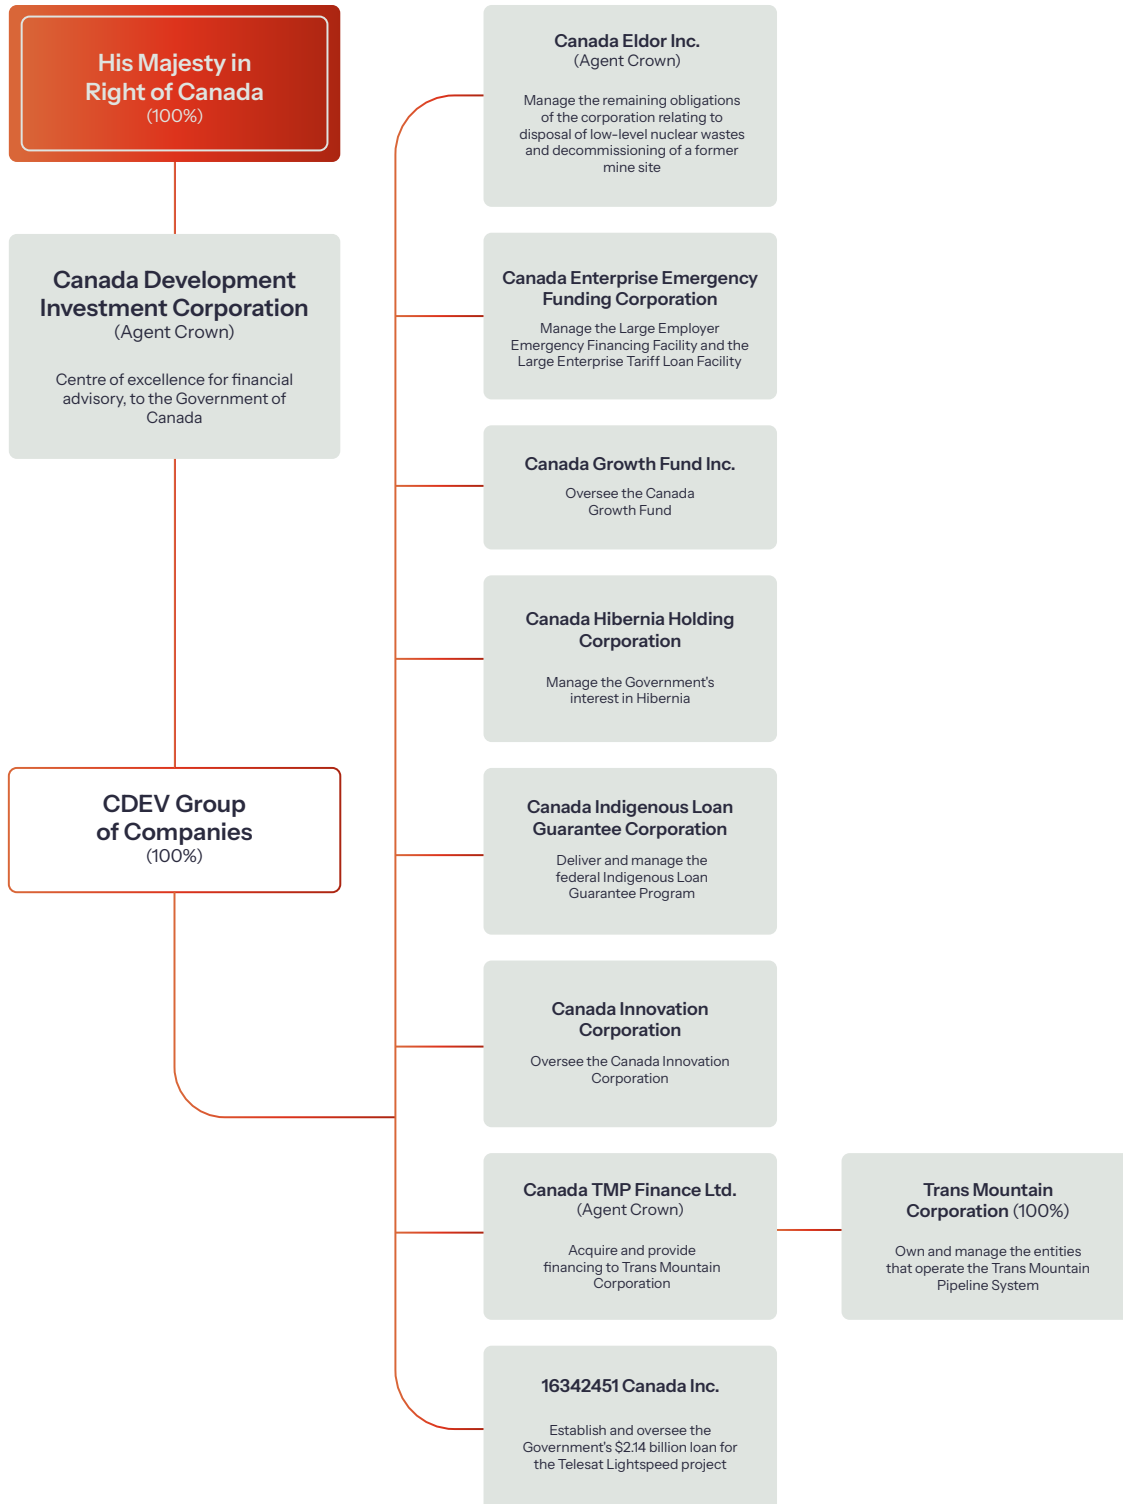 His Majesty in
Right of Canada
(100%)
Canada Development
Investment Corporation
(Agent Crown)
Centre of excellence for financial
advisory, to the Government of
Canada
CDEV Group
of Companies
(100%)
Canada Eldor Inc.
(Agent Crown)
Manage the remaining obligations
of the corporation relating to
disposal of low-level nuclear wastes
and decommissioning of a former
mine site
Canada Enterprise Emergency
Funding Corporation
Manage the Large Employer
Emergency Financing Facility and the
Large Enterprise Tariff Loan Facility
Canada Growth Fund Inc.
Oversee the Canada
Growth Fund
Canada Hibernia Holding
Corporation
Manage the Government's
interest in Hibernia
Canada Indigenous Loan
Guarantee Corporation
Deliver and manage the
federal Indigenous Loan
Guarantee Program
Canada Innovation
Corporation
Oversee the Canada Innovation
Corporation
Canada TMP Finance Ltd.
(Agent Crown)
Acquire and provide
financing to Trans Mountain
Corporation
Trans Mountain
Corporation (100%)
Own and manage the entities
that operate the Trans Mountain
Pipeline System
16342451 Canada Inc.
Establish and oversee the
Government's $2.14 billion loan for
the Telesat Lightspeed project